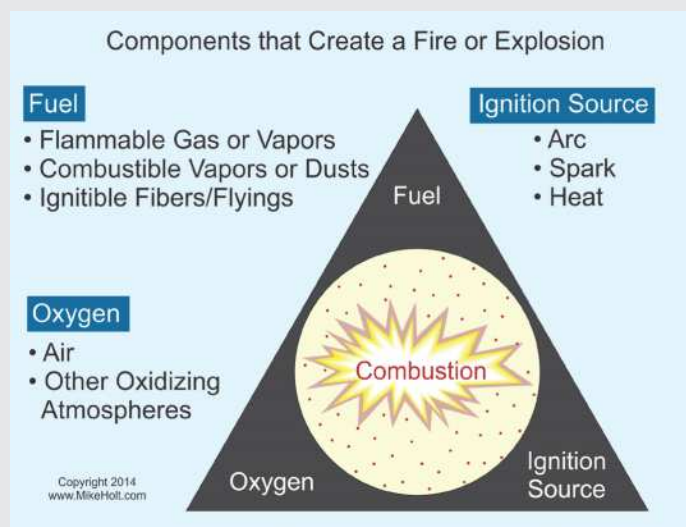 Components that Create a Fire or Explosion
Fuel
• Flammable Gas or Vapors
• Combustible Vapors or Dusts
• Ignitible Fibers/Flyings
Ignition Source
• Arc
• Spark
• Heat
Oxygen
• Air
• Other Oxidizing
Atmospheres
Fuel
Combustion
Oxygen
Ignition
Source
Copyright 2014
www.MikeHolt.com